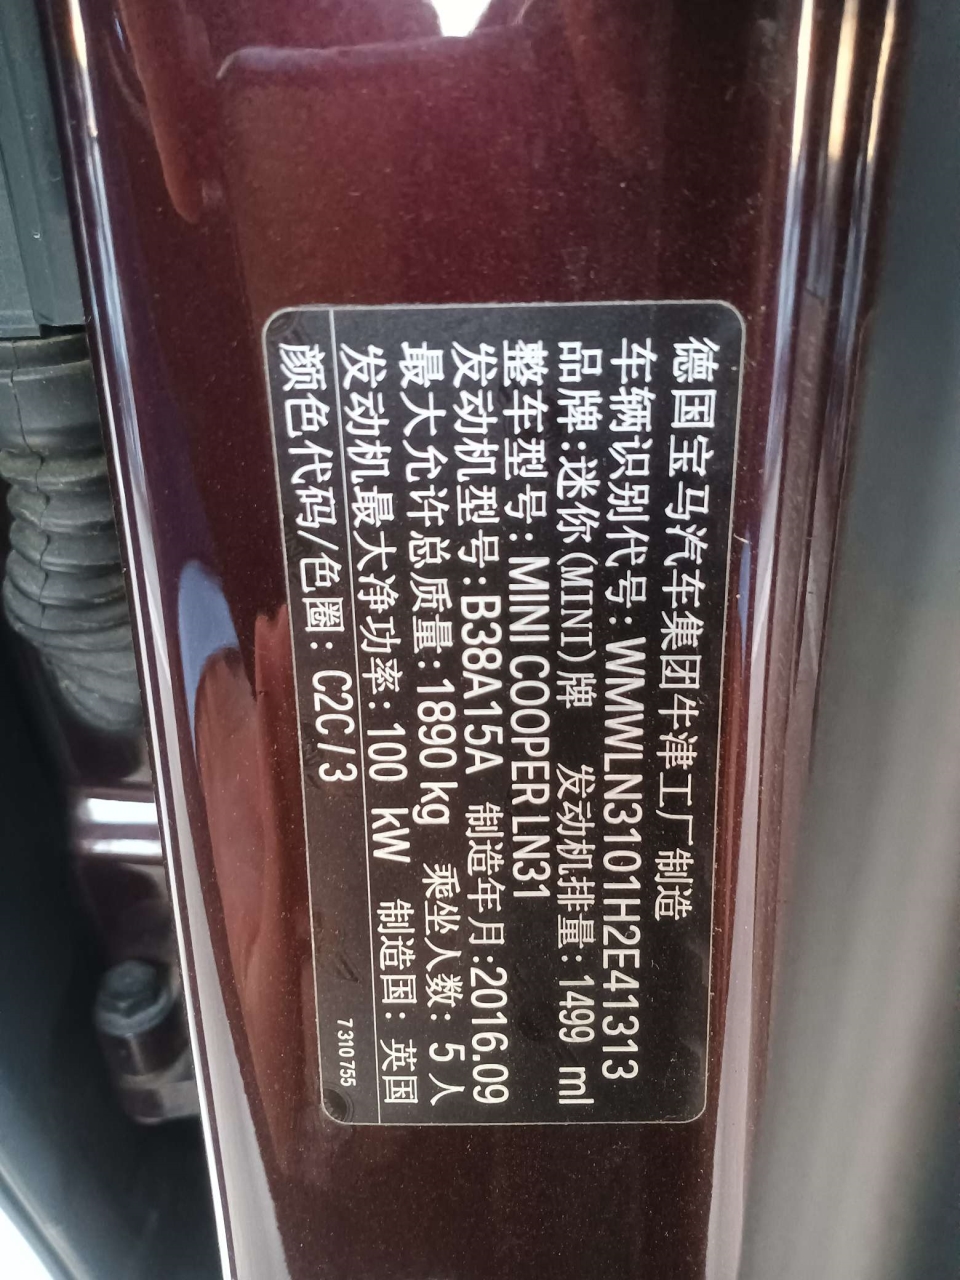 德国宝马汽车集团牛津工厂制造
车辆识别代号:WMWLN3101H2E41313
品牌:迷你(MINI)牌 发动机排量:1499 ml
整车型号:MINI COOPER LN31
发动机型号:B38A15A 制造年月:2016.09
最大允许总质量:1890 kg 乘坐人数: 5人
发动机最大净功率:100 kW 制造国: 英国
颜色代码/色圈: C2C/3
7 310 755